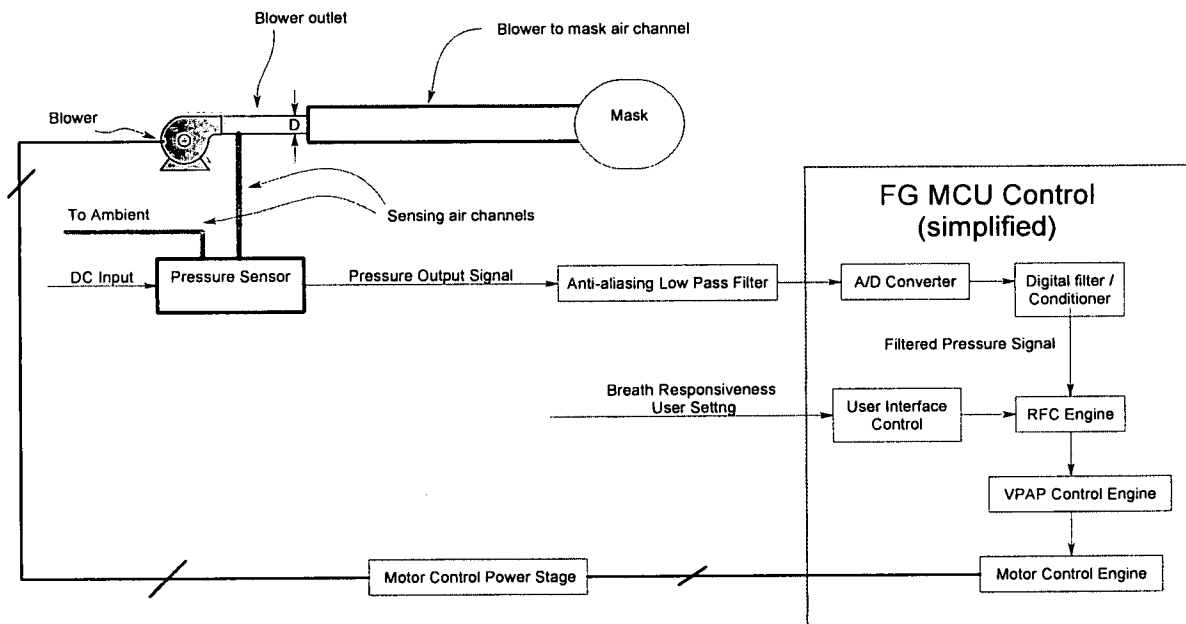 Blower outlet
Blower to mask air channel
Blower
D
Mask
To Ambient
Sensing air channels
FG MCU Control
(simplified)
DC Input
Pressure Sensor
Pressure Output Signal
Anti-aliasing Low Pass Filter
A/D Converter
Digital filter /
Conditioner
Filtered Pressure Signal
Breath Responsiveness
User Settng
User Interface
Control
RFC Engine
VPAP Control Engine
Motor Control Power Stage
Motor Control Engine